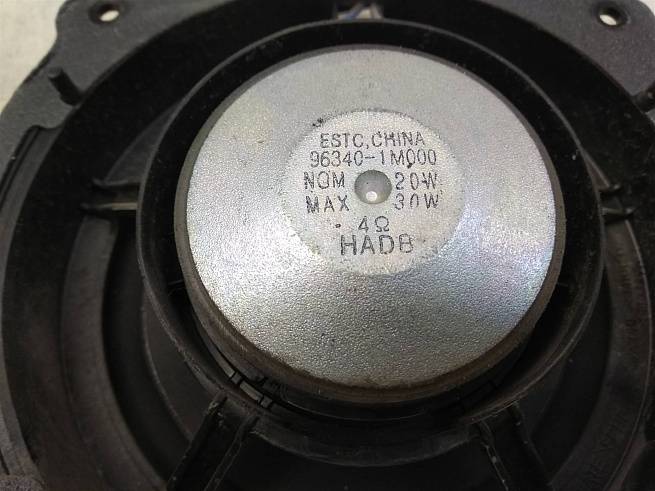 ESTC,CHINA
96340-1M000
NOM 20W
MAX 30W
4Ω
HADB